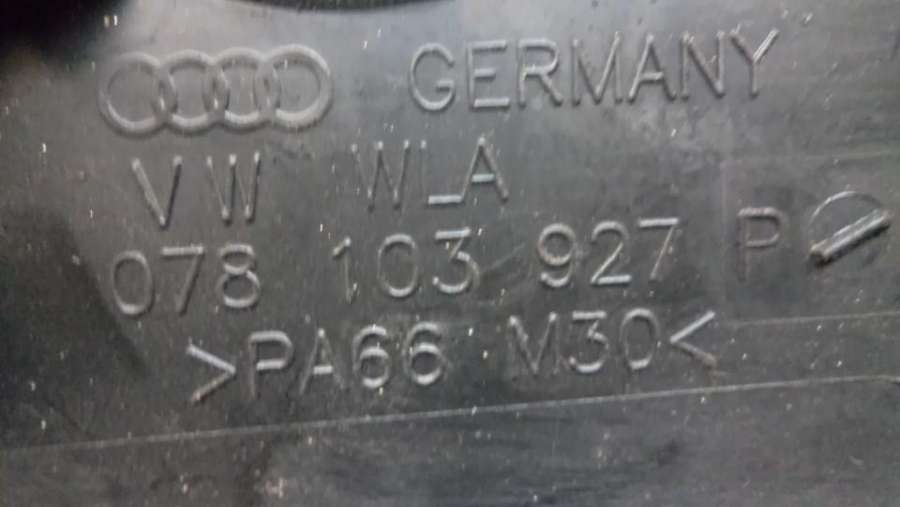 GERMANY
VW WLA
078 103 927 P
>PA66 M30<